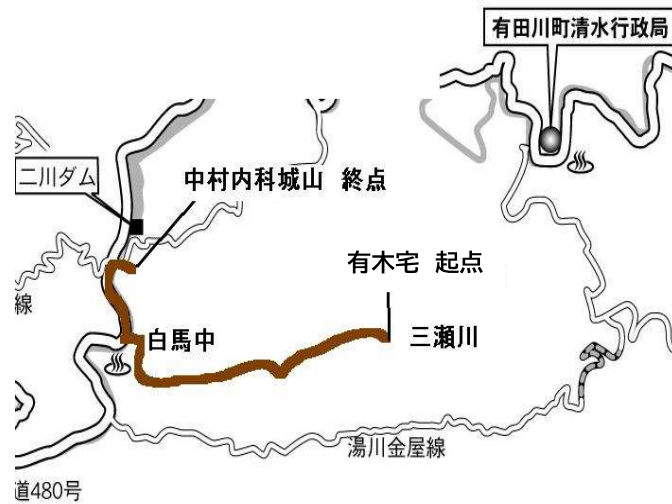 有田川町清水行政局
二川ダム
中村内科城山 終点
有木宅 起点
線
白馬中
三瀬川
湯川金屋線
道480号